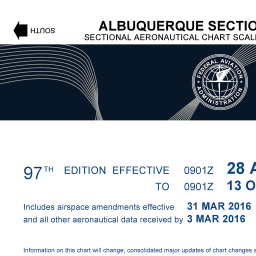 ALBUQUERQUE SECTIO
SECTIONAL AERONAUTICAL CHART SCAL
SOUTH
FEDERAL AVIATION
ADMINISTRATION
97TH EDITION EFFECTIVE 0901Z 28 A
TO 0901Z 13 O
Includes airspace amendments effective 31 MAR 2016
and all other aeronautical data received by 3 MAR 2016
Information on this chart will change; consolidated major updates of chart changes a